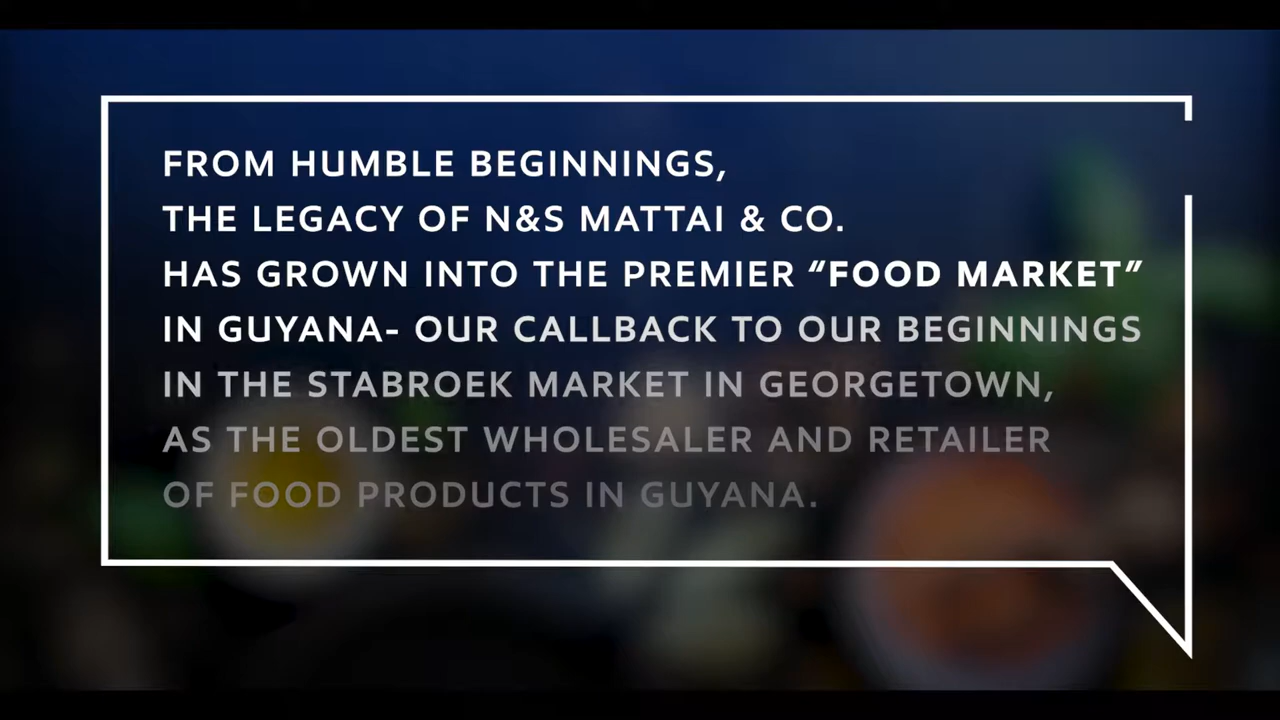 FROM HUMBLE BEGINNINGS,
THE LEGACY OF N&S MATTAI & CO.
HAS GROWN INTO THE PREMIER “FOOD MARKET”
IN GUYANA- OUR CALLBACK TO OUR BEGINNINGS
IN THE STABROEK MARKET IN GEORGETOWN,
AS THE OLDEST WHOLESALER AND RETAILER
OF FOOD PRODUCTS IN GUYANA.